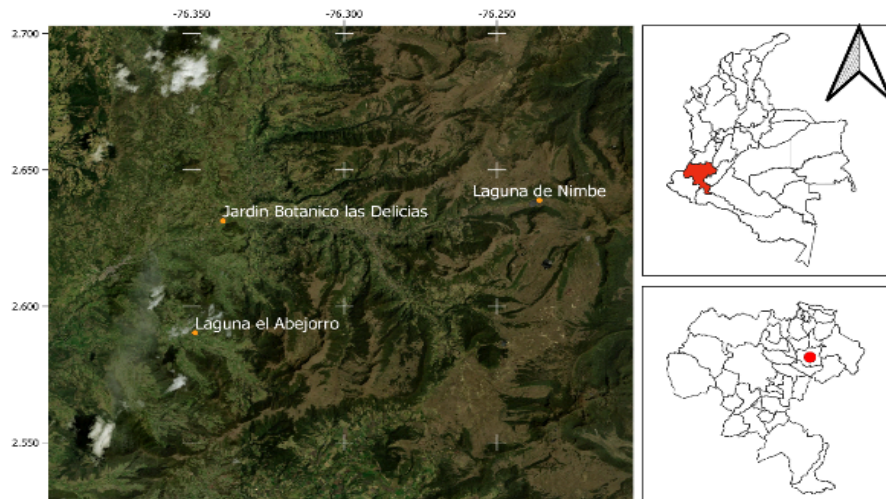 -76.350 -76.300 -76.250
2.700
2.650
Laguna de Nimbe
Jardin Botanico las Delicias
2.600
Laguna el Abejorro
2.550